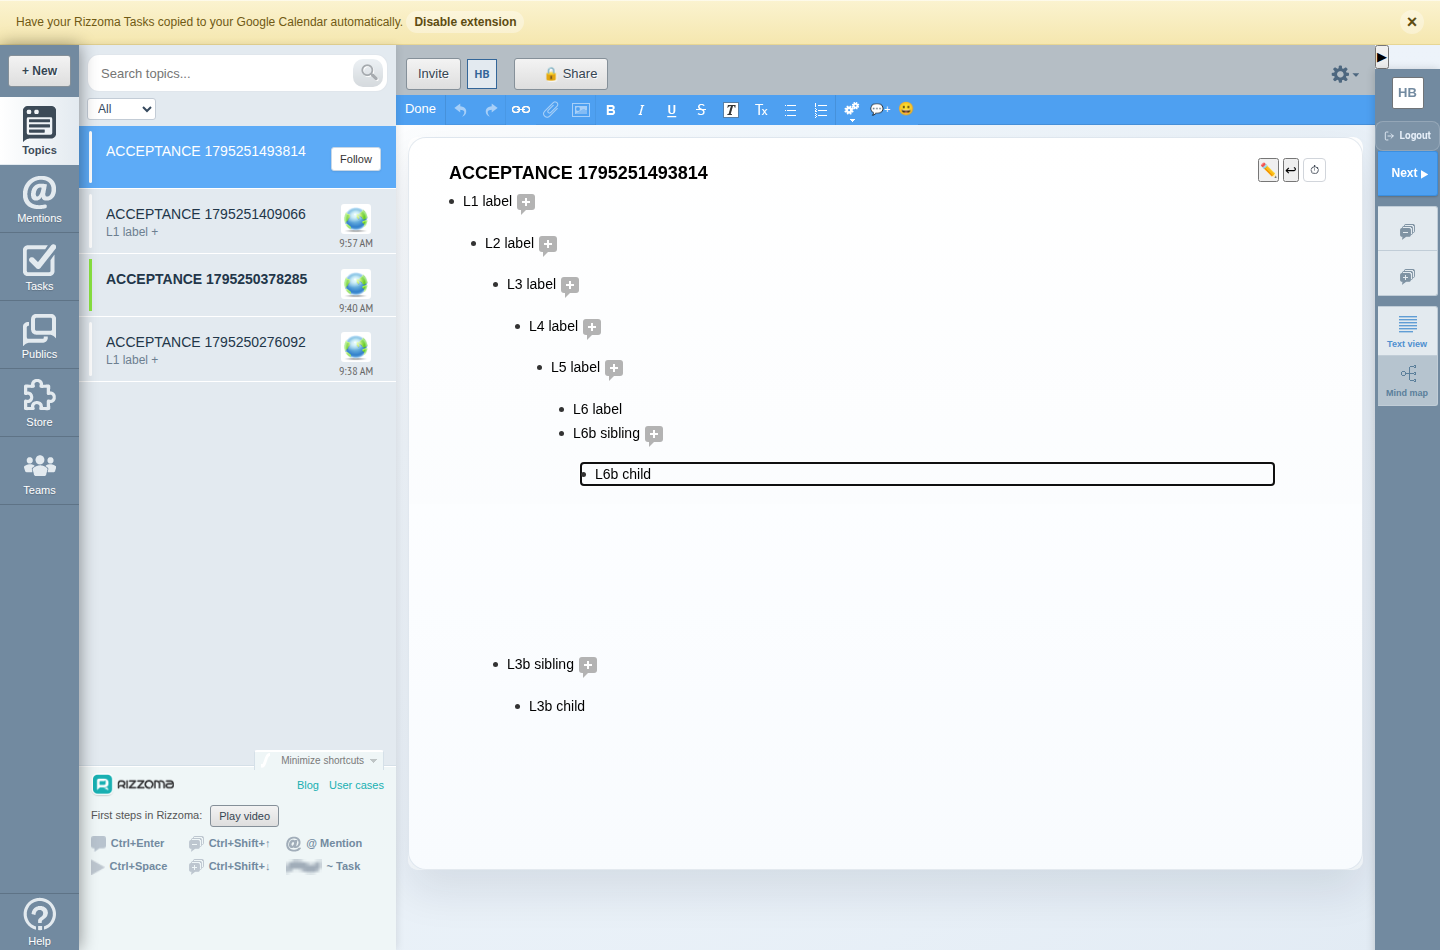 Have your Rizzoma Tasks copied to your Google Calendar automatically. Disable extension ×
+ New
Topics
Mentions
Tasks
Publics
Store
Teams
Help
Search topics...
All
ACCEPTANCE 1795251493814
Follow
ACCEPTANCE 1795251409066
L1 label +
9:57 AM
ACCEPTANCE 1795250378285
9:40 AM
ACCEPTANCE 1795250276092
L1 label +
9:38 AM
Minimize shortcuts
RIZZOMA
Blog User cases
First steps in Rizzoma: Play video
Ctrl+Enter Ctrl+Shift+↑ @ Mention
Ctrl+Space Ctrl+Shift+↓ ~ Task
Invite HB Share
Done B I U S T Tx
ACCEPTANCE 1795251493814
L1 label
L2 label
L3 label
L4 label
L5 label
L6 label
L6b sibling
L6b child
L3b sibling
L3b child
HB
Logout
Next
Text view
Mind map